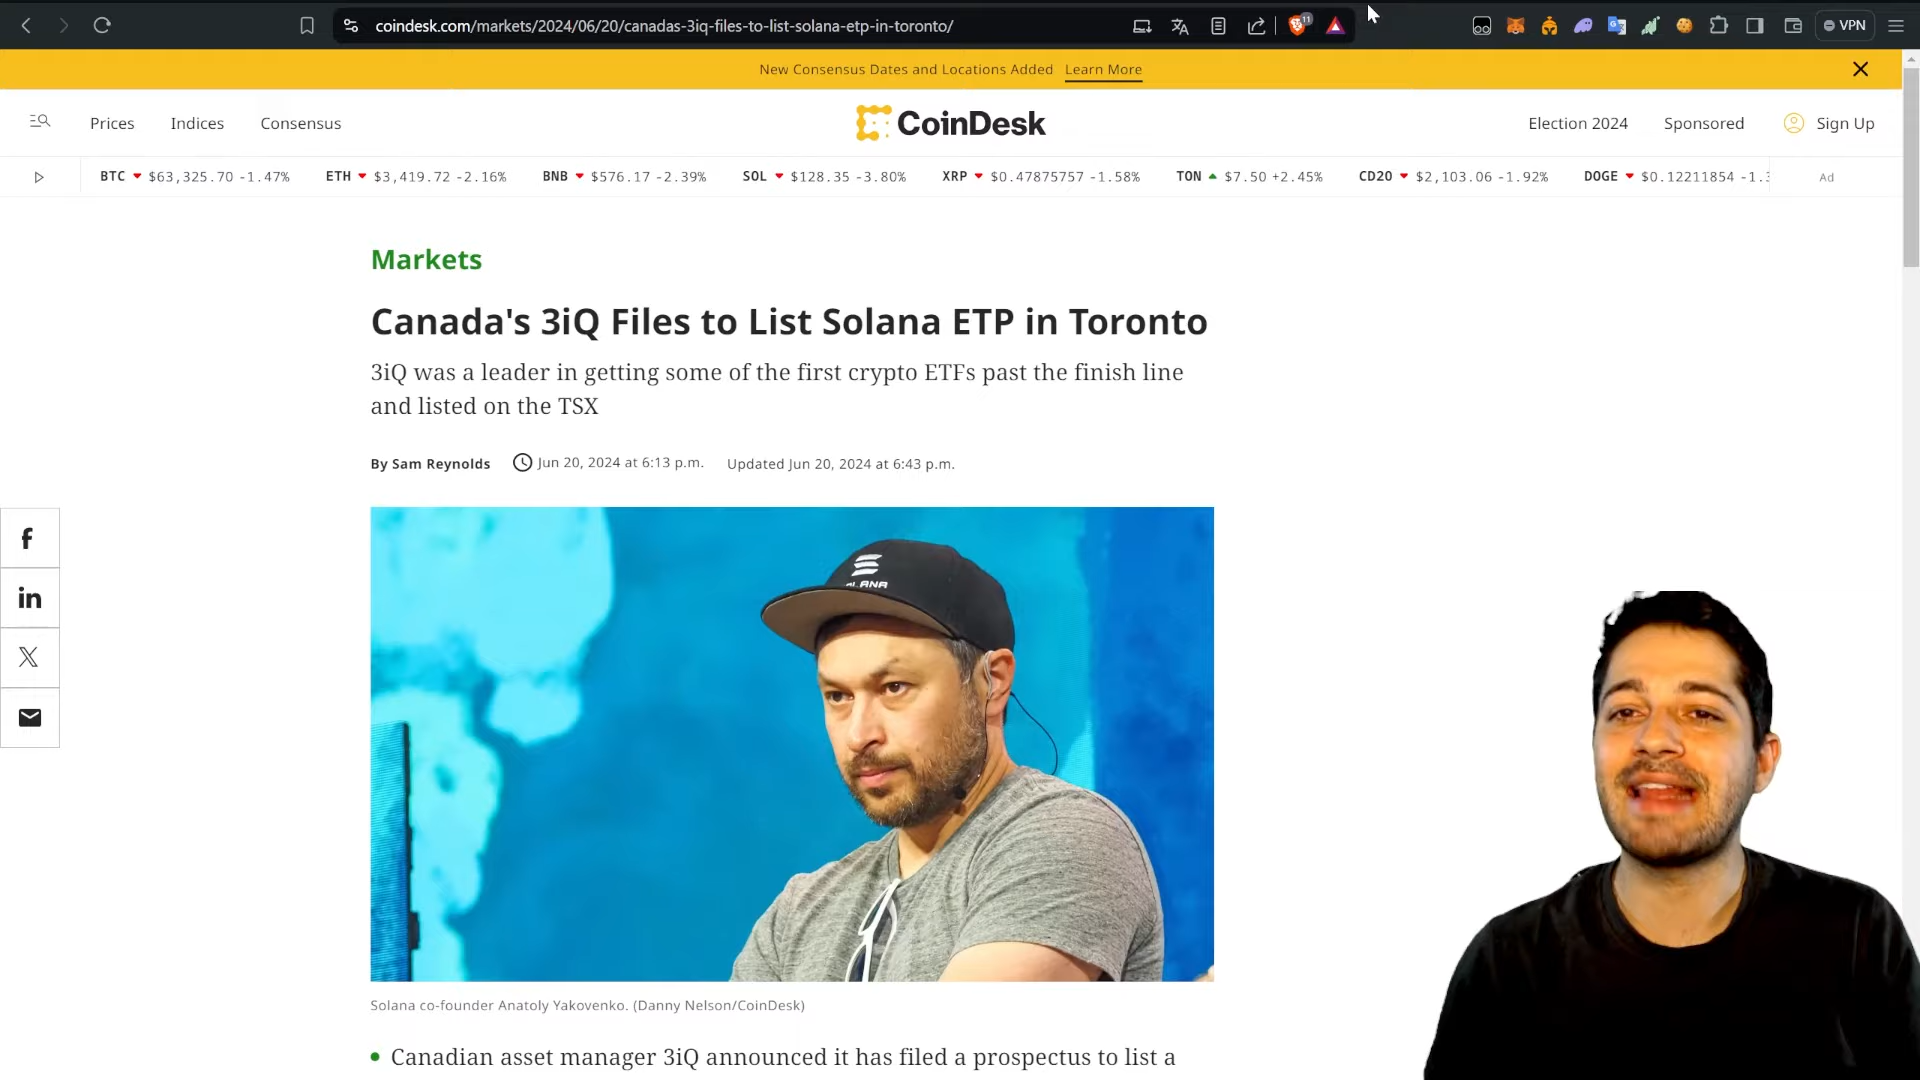 coindesk.com/markets/2024/06/20/canadas-3iq-files-to-list-solana-etp-in-toronto/
11
VPN
New Consensus Dates and Locations Added Learn More
Prices Indices Consensus
CoinDesk
Election 2024 Sponsored Sign Up
BTC $63,325.70 -1.47% ETH $3,419.72 -2.16% BNB $576.17 -2.39% SOL $128.35 -3.80% XRP $0.47875757 -1.58% TON $7.50 +2.45% CD20 $2,103.06 -1.92% DOGE $0.12211854 -1.3
Ad
Markets
Canada's 3iQ Files to List Solana ETP in Toronto
3iQ was a leader in getting some of the first crypto ETFs past the finish line
and listed on the TSX
By Sam Reynolds Jun 20, 2024 at 6:13 p.m. Updated Jun 20, 2024 at 6:43 p.m.
f
in
X
SOLANA
Solana co-founder Anatoly Yakovenko. (Danny Nelson/CoinDesk)
• Canadian asset manager 3iQ announced it has filed a prospectus to list a